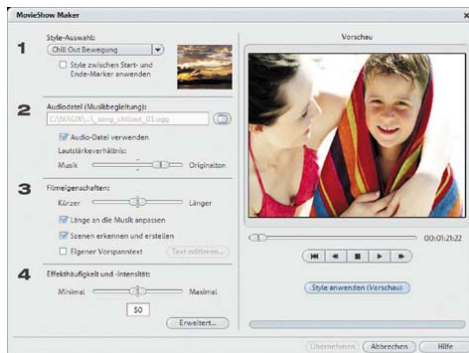 MovieShow Maker
1
Style-Auswahl:
Chill Out Bewegung
Style zwischen Start- und
Ende-Marker anwenden
2
Audiodatei (Musikbegleitung):
C:\MAGIX\...\_song_chillout_01.ogg
Audio-Datei verwenden
Lautstärkeverhältnis:
Musik Originalton
3
Filmeigenschaften:
Kürzer Länger
Länge an die Musik anpassen
Szenen erkennen und erstellen
Eigener Vorspanntext Text editieren...
4
Effekthäufigkeit und -intensität:
Minimal Maximal
50
Erweitert...
Vorschau
00:01:21:22
Style anwenden (Vorschau)
Übernehmen Abbrechen Hilfe